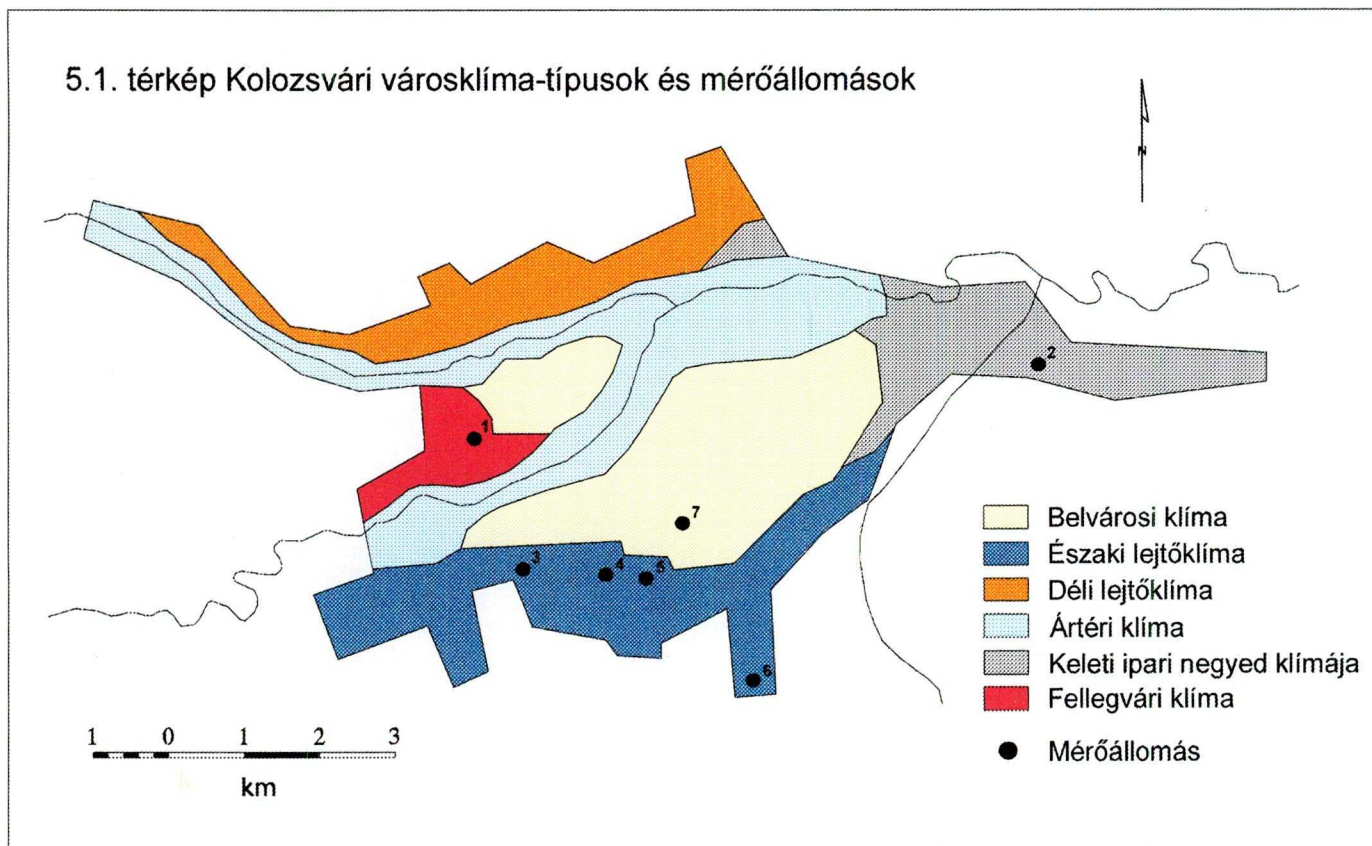 5.1. térkép Kolozsvári városklíma-típusok és mérőállomások
N
2
1
7
3
4
5
6
Belvárosi klíma
Északi lejtőklíma
Déli lejtőklíma
Ártéri klíma
Keleti ipari negyed klímája
Fellegvári klíma
Mérőállomás
1 0 1 2 3
km